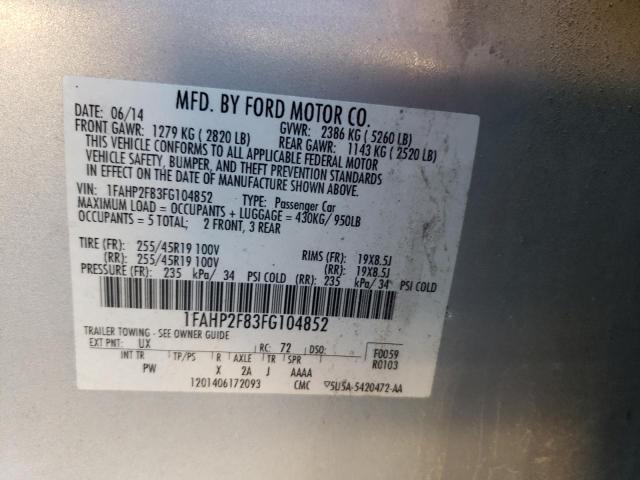 MFD. BY FORD MOTOR CO.
DATE: 06/14 GVWR: 2386 KG ( 5260 LB)
FRONT GAWR: 1279 KG ( 2820 LB) REAR GAWR: 1143 KG ( 2520 LB)
THIS VEHICLE CONFORMS TO ALL APPLICABLE FEDERAL MOTOR
VEHICLE SAFETY, BUMPER, AND THEFT PREVENTION STANDARDS
IN EFFECT ON THE DATE OF MANUFACTURE SHOWN ABOVE.
VIN: 1FAHP2F83FG104852 TYPE: Passenger Car
MAXIMUM LOAD = OCCUPANTS + LUGGAGE = 430KG/ 950LB
OCCUPANTS = 5 TOTAL; 2 FRONT, 3 REAR
TIRE (FR): 255/45R19 100V RIMS (FR): 19X8.5J
(RR): 255/45R19 100V (RR): 19X8.5J
PRESSURE (FR): 235 kPa/ 34 PSI COLD (RR): 235 kPa/ 34 PSI COLD
1FAHP2F83FG104852
TRAILER TOWING - SEE OWNER GUIDE
EXT PNT: UX RC: 72 DSO: F0059
INT TR TP/PS R AXLE TR SPR R0103
PW X 2A J AAAA
1201406172093 CMC ▽5U5A-5420472-AA